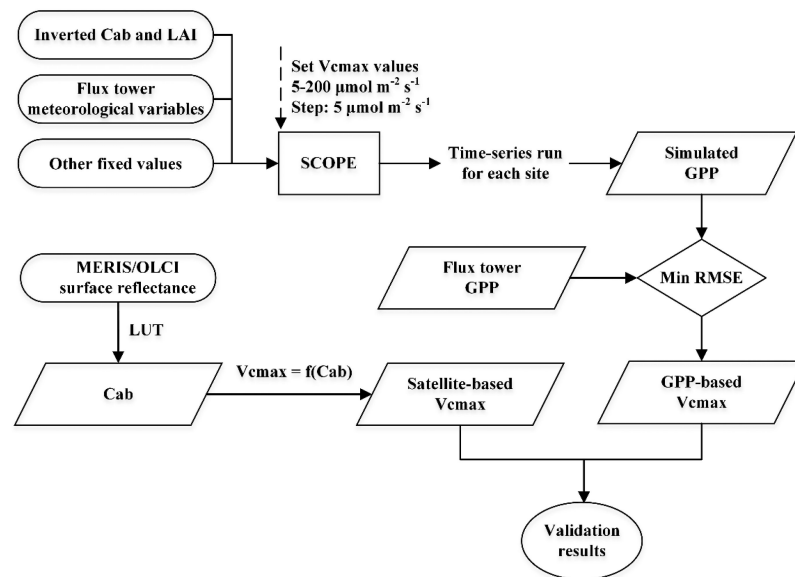 Inverted Cab and LAI
Set Vcmax values
5-200 μmol m⁻² s⁻¹
Step: 5 μmol m⁻² s⁻¹
Flux tower
meteorological variables
Other fixed values
SCOPE
Time-series run
for each site
Simulated
GPP
MERIS/OLCI
surface reflectance
Flux tower
GPP
Min RMSE
LUT
Cab
Vcmax = f(Cab)
Satellite-based
Vcmax
GPP-based
Vcmax
Validation
results